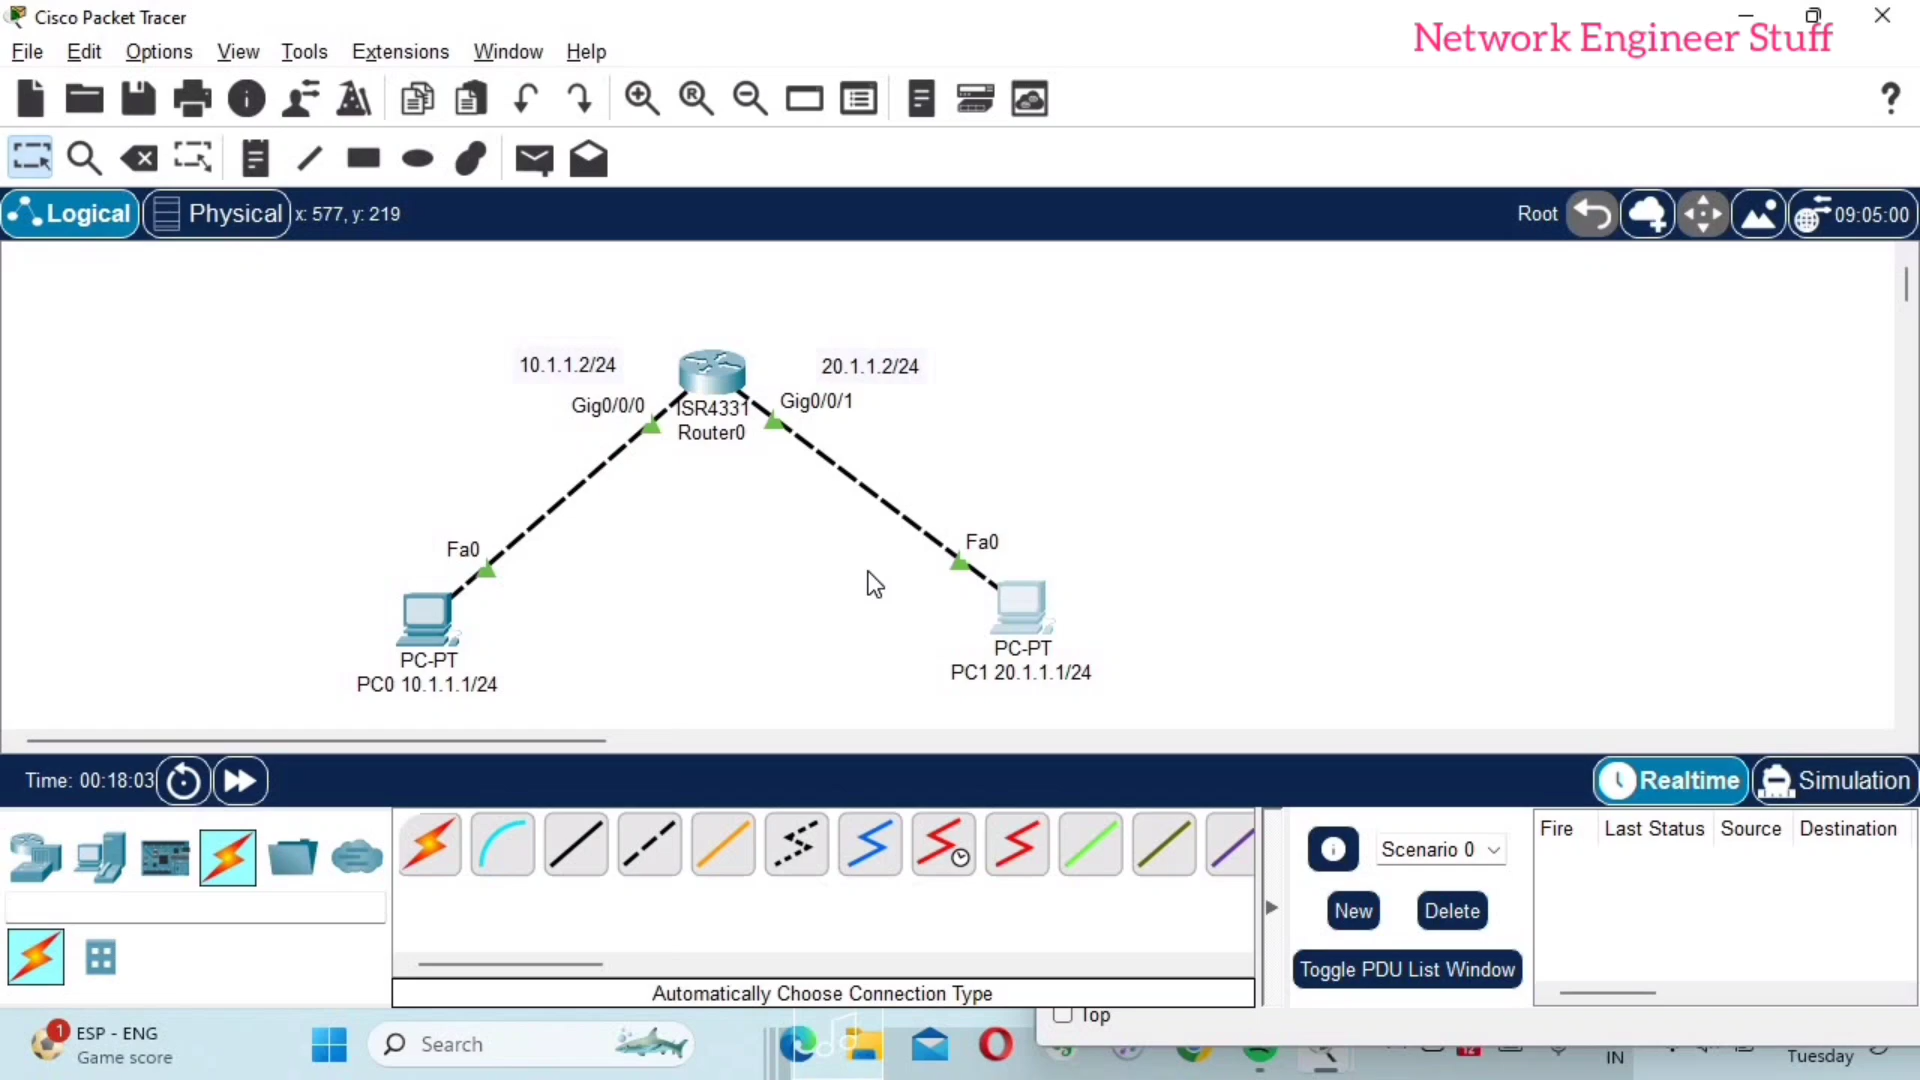 Cisco Packet Tracer
Network Engineer Stuff
File Edit Options View Tools Extensions Window Help
Logical Physical x: 577, y: 219 Root 09:05:00
10.1.1.2/24 20.1.1.2/24
Gig0/0/0 ISR4331 Gig0/0/1
Router0
Fa0 Fa0
PC-PT
PC0 10.1.1.1/24
PC-PT
PC1 20.1.1.1/24
Time: 00:18:03 Realtime Simulation
Scenario 0
New Delete
Toggle PDU List Window
Fire Last Status Source Destination
Automatically Choose Connection Type
Top
1 ESP - ENG
Game score
Search
12
IN
Tuesday